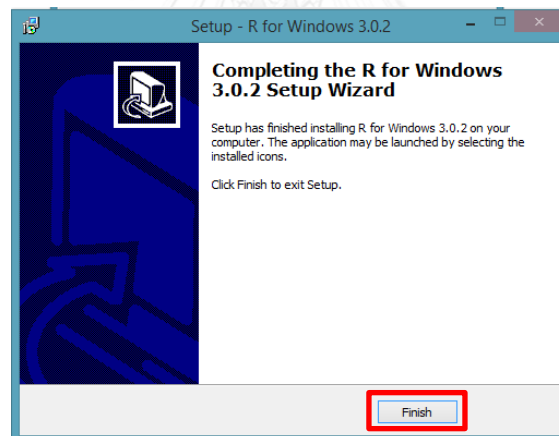 Setup - R for Windows 3.0.2
Completing the R for Windows
3.0.2 Setup Wizard
Setup has finished installing R for Windows 3.0.2 on your
computer. The application may be launched by selecting the
installed icons.
Click Finish to exit Setup.
Finish